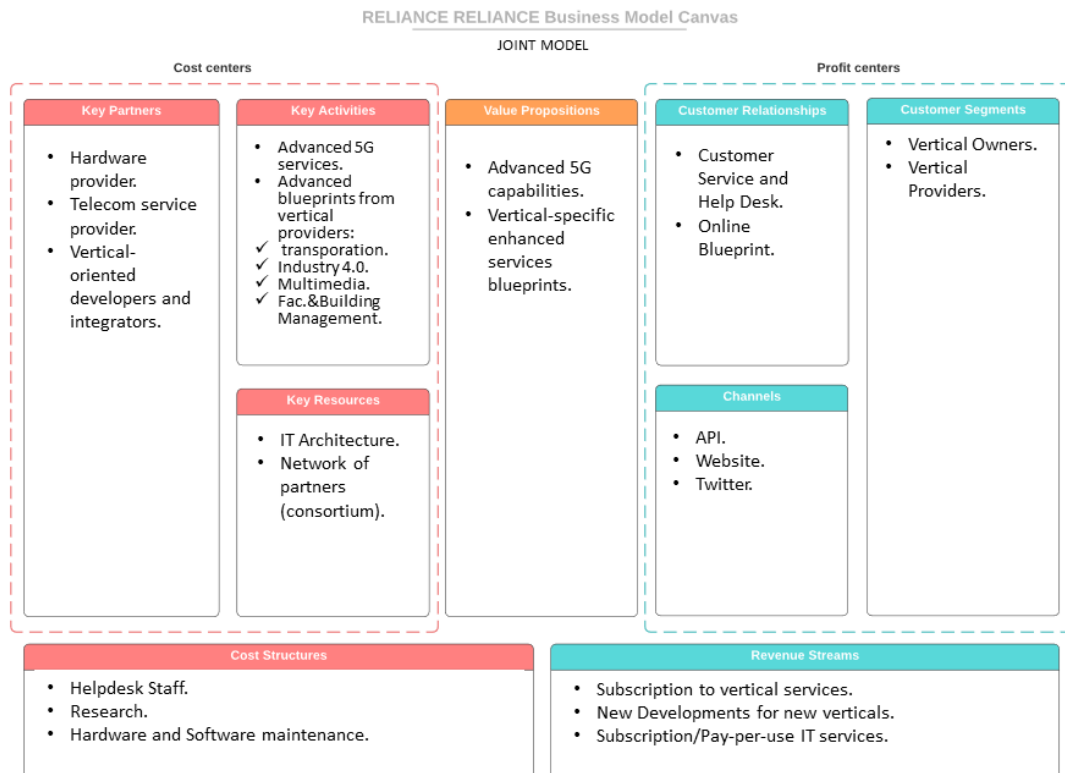 RELIANCE RELIANCE Business Model Canvas
JOINT MODEL
Cost centers
Profit centers
Key Partners
• Hardware
provider.
• Telecom service
provider.
• Vertical-
oriented
developers and
integrators.
Key Activities
• Advanced 5G
services.
• Advanced
blueprints from
vertical
providers:
✓ transporation.
✓ Industry 4.0.
✓ Multimedia.
✓ Fac.&Building
Management.
Key Resources
• IT Architecture.
• Network of
partners
(consortium).
Value Propositions
• Advanced 5G
capabilities.
• Vertical-specific
enhanced
services
blueprints.
Customer Relationships
• Customer
Service and
Help Desk.
• Online
Blueprint.
Channels
• API.
• Website.
• Twitter.
Customer Segments
• Vertical Owners.
• Vertical
Providers.
Cost Structures
• Helpdesk Staff.
• Research.
• Hardware and Software maintenance.
Revenue Streams
• Subscription to vertical services.
• New Developments for new verticals.
• Subscription/Pay-per-use IT services.